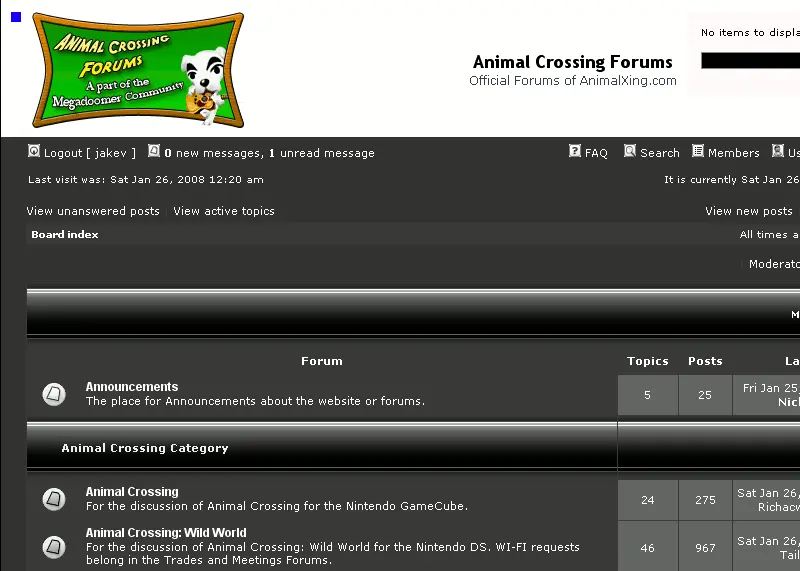 Animal Crossing
Forums
A part of the
Megadoomer Community
No items to displa
Animal Crossing Forums
Official Forums of AnimalXing.com
Logout [ jakev ] 0 new messages, 1 unread message FAQ Search Members Us
Last visit was: Sat Jan 26, 2008 12:20 am It is currently Sat Jan 26
View unanswered posts | View active topics View new posts
Board index All times a
Moderato
M
Forum Topics Posts La
Announcements
The place for Announcements about the website or forums.
5 25 Fri Jan 25,
Nicl
Animal Crossing Category
Animal Crossing
For the discussion of Animal Crossing for the Nintendo GameCube.
24 275 Sat Jan 26,
Richacw
Animal Crossing: Wild World
For the discussion of Animal Crossing: Wild World for the Nintendo DS. WI-FI requests
belong in the Trades and Meetings Forums.
46 967 Sat Jan 26,
Tail